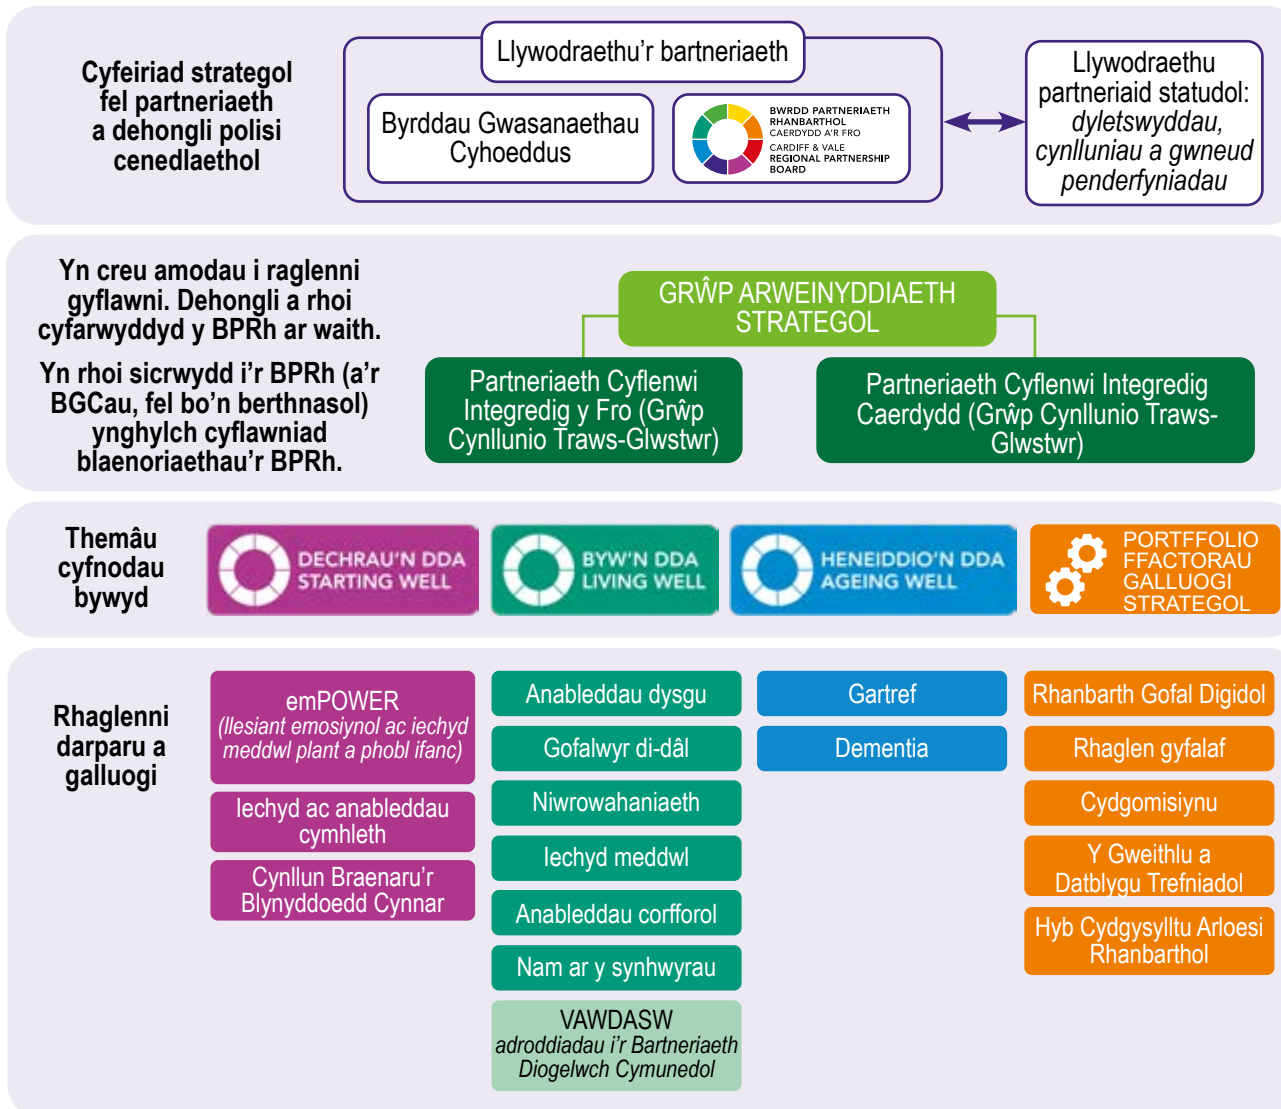 Cyfeiriad strategol
fel partneriaeth
a dehongli polisi
cenedlaethol
Llywodraethu'r bartneriaeth
Byrddau Gwasanaethau
Cyhoeddus
BWRDD PARTNERIAETH
RHANBARTHOL
CAERDYDD A'R FRO
CARDIFF & VALE
REGIONAL PARTNERSHIP
BOARD
Llywodraethu
partneriaid statudol:
dyletswyddau,
cynlluniau a gwneud
penderfyniadau
Yn creu amodau i raglenni
gyflawni. Dehongli a rhoi
cyfarwyddyd y BPRh ar waith.
Yn rhoi sicrwydd i'r BPRh (a'r
BGCau, fel bo'n berthnasol)
ynghylch cyflawniad
blaenoriaethau'r BPRh.
GRŴP ARWEINYDDIAETH
STRATEGOL
Partneriaeth Cyflenwi
Integredig y Fro (Grŵp
Cynllunio Traws-Glwstwr)
Partneriaeth Cyflenwi Integredig
Caerdydd (Grŵp Cynllunio Traws-
Glwstwr)
Themâu
cyfnodau
bywyd
DECHRAU'N DDA
STARTING WELL
BYW'N DDA
LIVING WELL
HENEIDDIO'N DDA
AGEING WELL
PORTFFOLIO
FFACTORAU
GALLUOGI
STRATEGOL
Rhaglenni
darparu a
galluogi
emPOWER
(llesiant emosiynol ac iechyd
meddwl plant a phobl ifanc)
Iechyd ac anableddau
cymhleth
Cynllun Braenaru'r
Blynyddoedd Cynnar
Anableddau dysgu
Gofalwyr di-dâl
Niwrowahaniaeth
Iechyd meddwl
Anableddau corfforol
Nam ar y synhwyrau
VAWDASW
adroddiadau i'r Bartneriaeth
Diogelwch Cymunedol
Gartref
Dementia
Rhanbarth Gofal Digidol
Rhaglen gyfalaf
Cydgomisiynu
Y Gweithlu a
Datblygu Trefniadol
Hyb Cydgysylltu Arloesi
Rhanbarthol